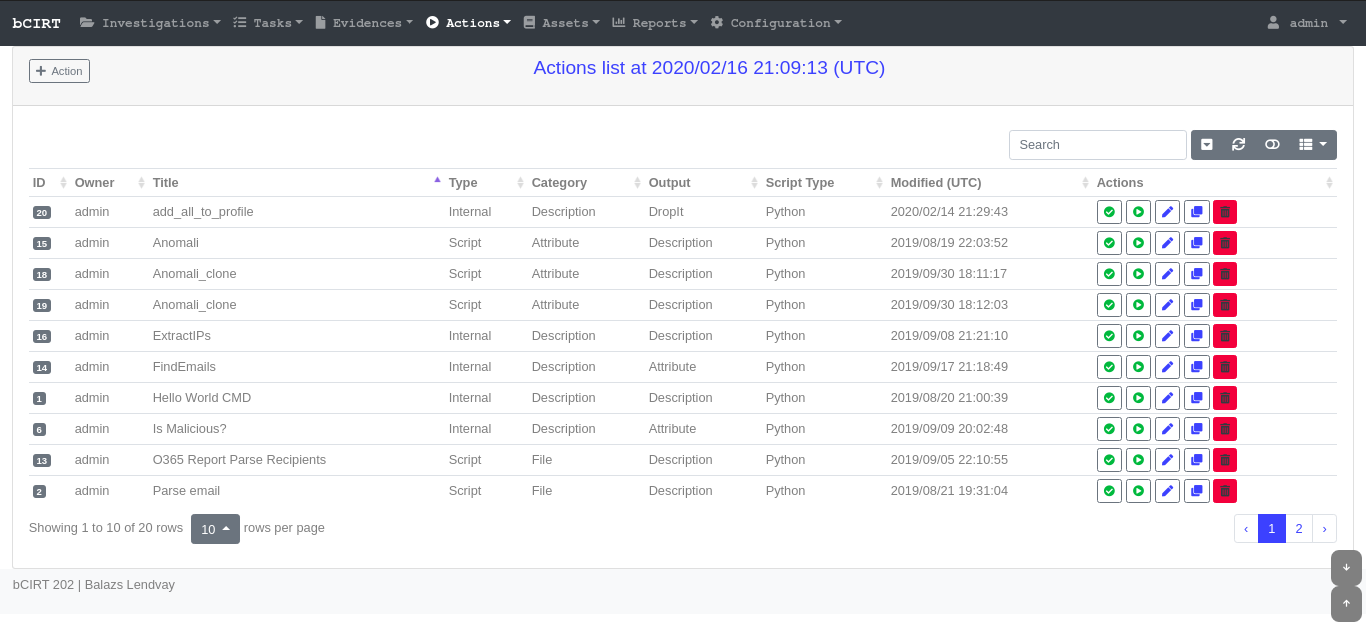 bCIRT Investigations Tasks Evidences Actions Assets Reports Configuration admin
Action
Actions list at 2020/02/16 21:09:13 (UTC)
Search
ID Owner Title Type Category Output Script Type Modified (UTC) Actions
20 admin add_all_to_profile Internal Description DropIt Python 2020/02/14 21:29:43
15 admin Anomali Script Attribute Description Python 2019/08/19 22:03:52
18 admin Anomali_clone Script Attribute Description Python 2019/09/30 18:11:17
19 admin Anomali_clone Script Attribute Description Python 2019/09/30 18:12:03
16 admin ExtractIPs Internal Description Description Python 2019/09/08 21:21:10
14 admin FindEmails Internal Description Attribute Python 2019/09/17 21:18:49
1 admin Hello World CMD Internal Description Description Python 2019/08/20 21:00:39
6 admin Is Malicious? Internal Description Attribute Python 2019/09/09 20:02:48
13 admin O365 Report Parse Recipients Script File Description Python 2019/09/05 22:10:55
2 admin Parse email Script File Description Python 2019/08/21 19:31:04
Showing 1 to 10 of 20 rows 10 rows per page ‹ 1 2 ›
bCIRT 202 | Balazs Lendvay